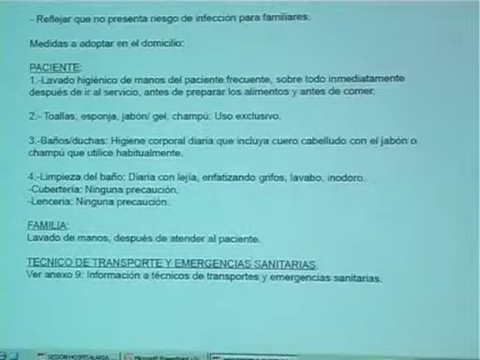 - Reflejar que no presenta riesgo de infección para familiares.
Medidas a adoptar en el domicilio:
PACIENTE:
1.-Lavado higiénico de manos del paciente frecuente, sobre todo inmediatamente
después de ir al servicio, antes de preparar los alimentos y antes de comer.
2.- Toallas, esponja, jabón/ gel, champú: Uso exclusivo.
3.-Baños/duchas: Higiene corporal diaria que incluya cuero cabelludo con el jabón o
champú que utilice habitualmente.
4.-Limpieza del baño: Diaria con lejía, enfatizando grifos, lavabo, inodoro.
-Cubertería: Ninguna precaución.
-Lencería: Ninguna precaución.
FAMILIA:
Lavado de manos, después de atender al paciente.
TECNICO DE TRANSPORTE Y EMERGENCIAS SANITARIAS:
Ver anexo 9: Información a técnicos de transportes y emergencias sanitarias.
SESION HOSPITALARIA ... Microsoft PowerPoint